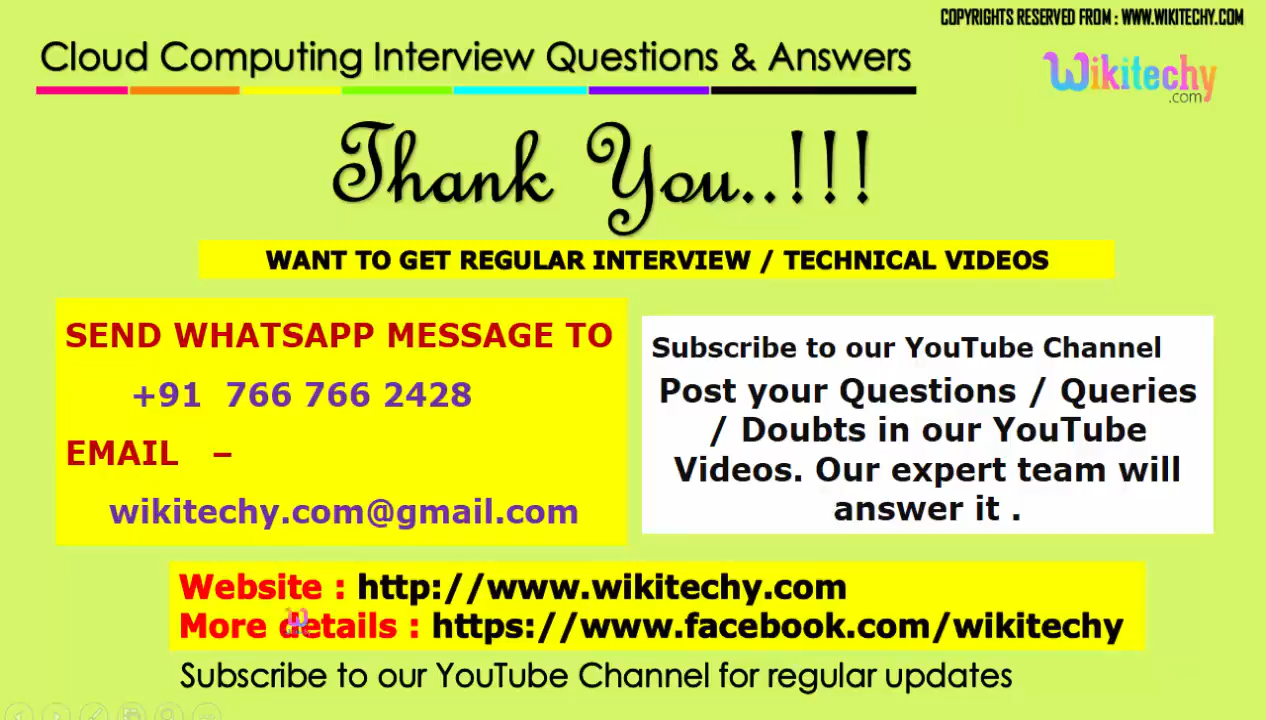 COPYRIGHTS RESERVED FROM : WWW.WIKITECHY.COM
Cloud Computing Interview Questions & Answers
Wikitechy
.com
Thank You..!!!
WANT TO GET REGULAR INTERVIEW / TECHNICAL VIDEOS
SEND WHATSAPP MESSAGE TO
+91 766 766 2428
EMAIL –
wikitechy.com@gmail.com
Subscribe to our YouTube Channel
Post your Questions / Queries
/ Doubts in our YouTube
Videos. Our expert team will
answer it .
Website : http://www.wikitechy.com
More details : https://www.facebook.com/wikitechy
Subscribe to our YouTube Channel for regular updates